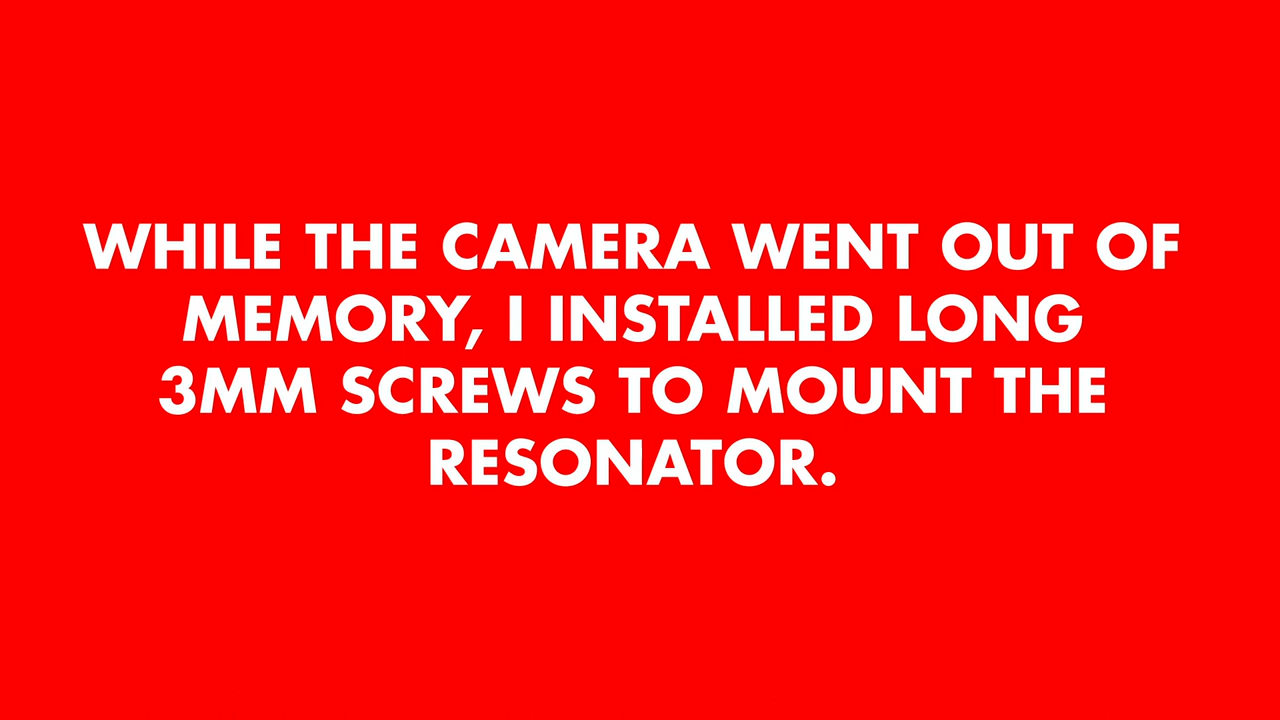 WHILE THE CAMERA WENT OUT OF
MEMORY, I INSTALLED LONG
3MM SCREWS TO MOUNT THE
RESONATOR.